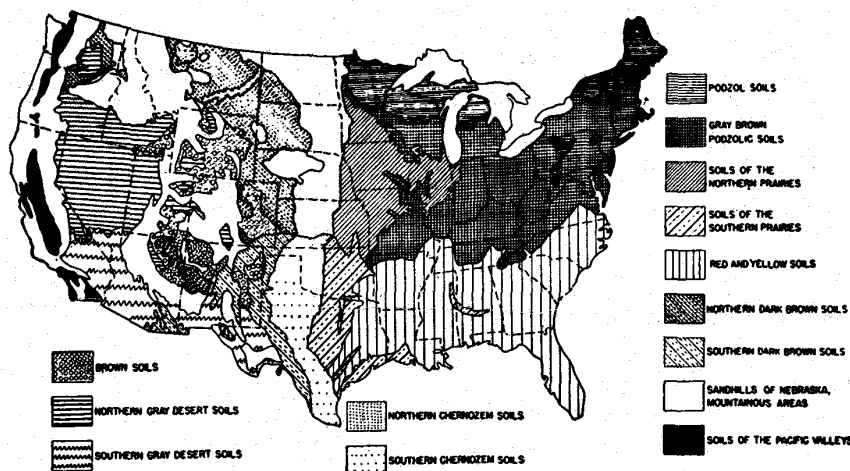 PODZOL SOILS
GRAY BROWN
PODZOLIC SOILS
SOILS OF THE
NORTHERN PRAIRIES
SOILS OF THE
SOUTHERN PRAIRIES
RED AND YELLOW SOILS
NORTHERN DARK BROWN SOILS
SOUTHERN DARK BROWN SOILS
SANDHILLS OF NEBRASKA,
MOUNTAINOUS AREAS
SOILS OF THE PACIFIC VALLEYS
BROWN SOILS
NORTHERN GRAY DESERT SOILS
SOUTHERN GRAY DESERT SOILS
NORTHERN CHERNOZEM SOILS
SOUTHERN CHERNOZEM SOILS